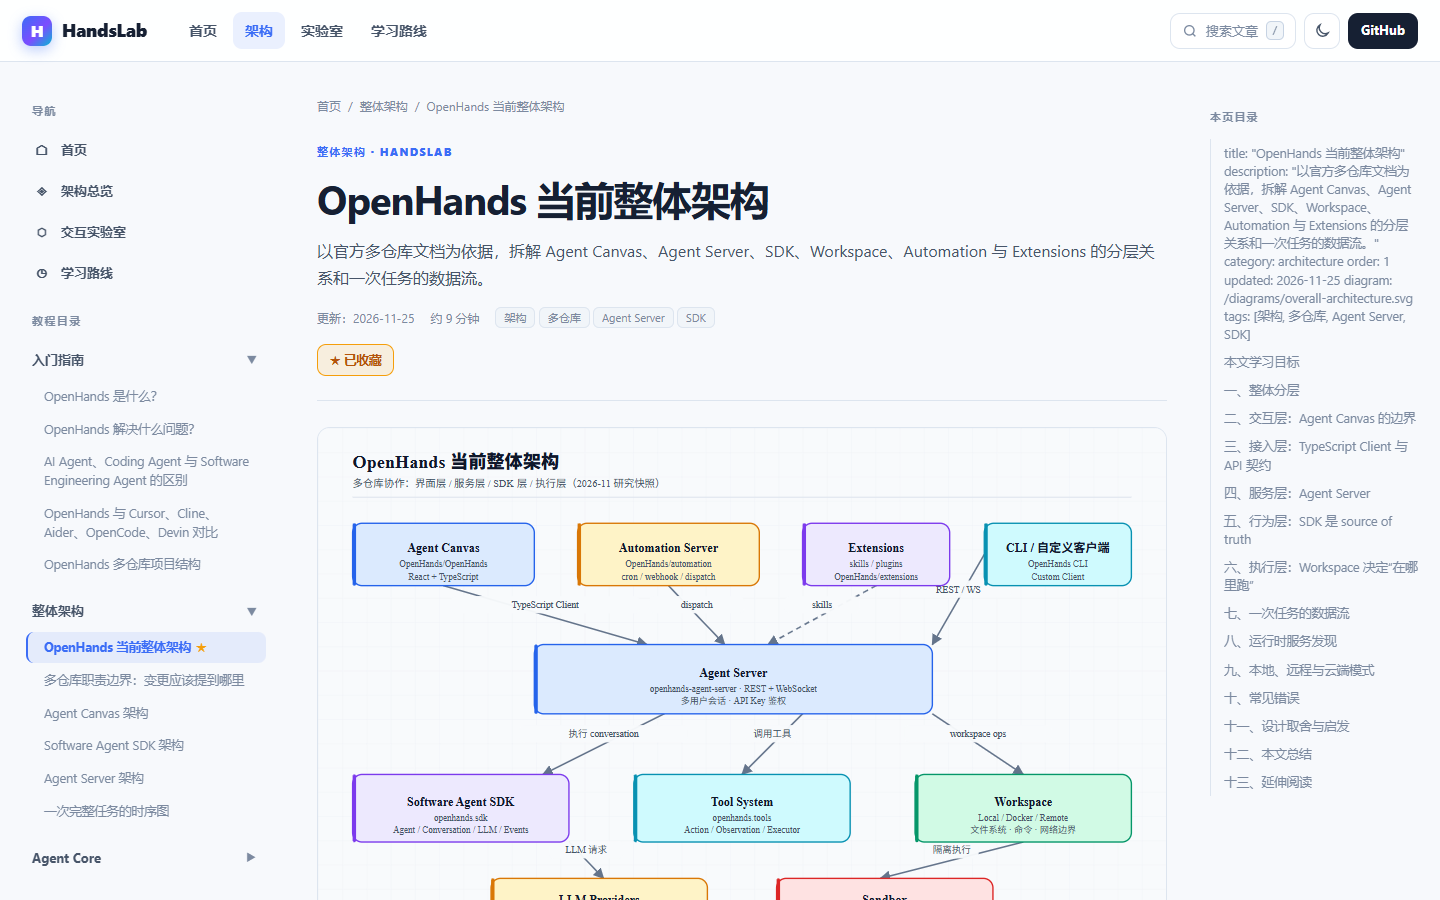 H HandsLab 首页 架构 实验室 学习路线 搜索文章 / GitHub
导航
首页
架构总览
交互实验室
学习路线
教程目录
入门指南
OpenHands 是什么？
OpenHands 解决什么问题？
AI Agent、Coding Agent 与 Software
Engineering Agent 的区别
OpenHands 与 Cursor、Cline、
Aider、OpenCode、Devin 对比
OpenHands 多仓库项目结构
整体架构
OpenHands 当前整体架构 ★
多仓库职责边界：变更应该提到哪里
Agent Canvas 架构
Software Agent SDK 架构
Agent Server 架构
一次完整任务的时序图
Agent Core
首页 / 整体架构 / OpenHands 当前整体架构
整体架构 · HANDSLAB
OpenHands 当前整体架构
以官方多仓库文档为依据，拆解 Agent Canvas、Agent Server、SDK、Workspace、Automation 与 Extensions 的分层关
系和一次任务的数据流。
更新：2026-11-25 约 9 分钟 架构 多仓库 Agent Server SDK
★ 已收藏
OpenHands 当前整体架构
多仓库协作：界面层 / 服务层 / SDK 层 / 执行层（2026-11 研究快照）
Agent Canvas
OpenHands/OpenHands
React + TypeScript
Automation Server
OpenHands/automation
cron / webhook / dispatch
Extensions
skills / plugins
OpenHands/extensions
CLI / 自定义客户端
OpenHands CLI
Custom Client
TypeScript Client
dispatch
skills
REST / WS
Agent Server
openhands-agent-server · REST + WebSocket
多用户会话 · API Key 鉴权
执行 conversation
调用工具
workspace ops
Software Agent SDK
openhands.sdk
Agent / Conversation / LLM / Events
Tool System
openhands.tools
Action / Observation / Executor
Workspace
Local / Docker / Remote
文件系统 · 命令 · 网络边界
LLM 请求
隔离执行
LLM Providers
Sandbox
本页目录
title: "OpenHands 当前整体架构"
description: "以官方多仓库文档为
依据，拆解 Agent Canvas、Agent
Server、SDK、Workspace、
Automation 与 Extensions 的分层
关系和一次任务的数据流。"
category: architecture order: 1
updated: 2026-11-25 diagram:
/diagrams/overall-architecture.svg
tags: [架构, 多仓库, Agent Server,
SDK]
本文学习目标
一、整体分层
二、交互层：Agent Canvas 的边界
三、接入层：TypeScript Client 与
API 契约
四、服务层：Agent Server
五、行为层：SDK 是 source of
truth
六、执行层：Workspace 决定“在哪
里跑”
七、一次任务的数据流
八、运行时服务发现
九、本地、远程与云端模式
十、常见错误
十一、设计取舍与启发
十二、本文总结
十三、延伸阅读